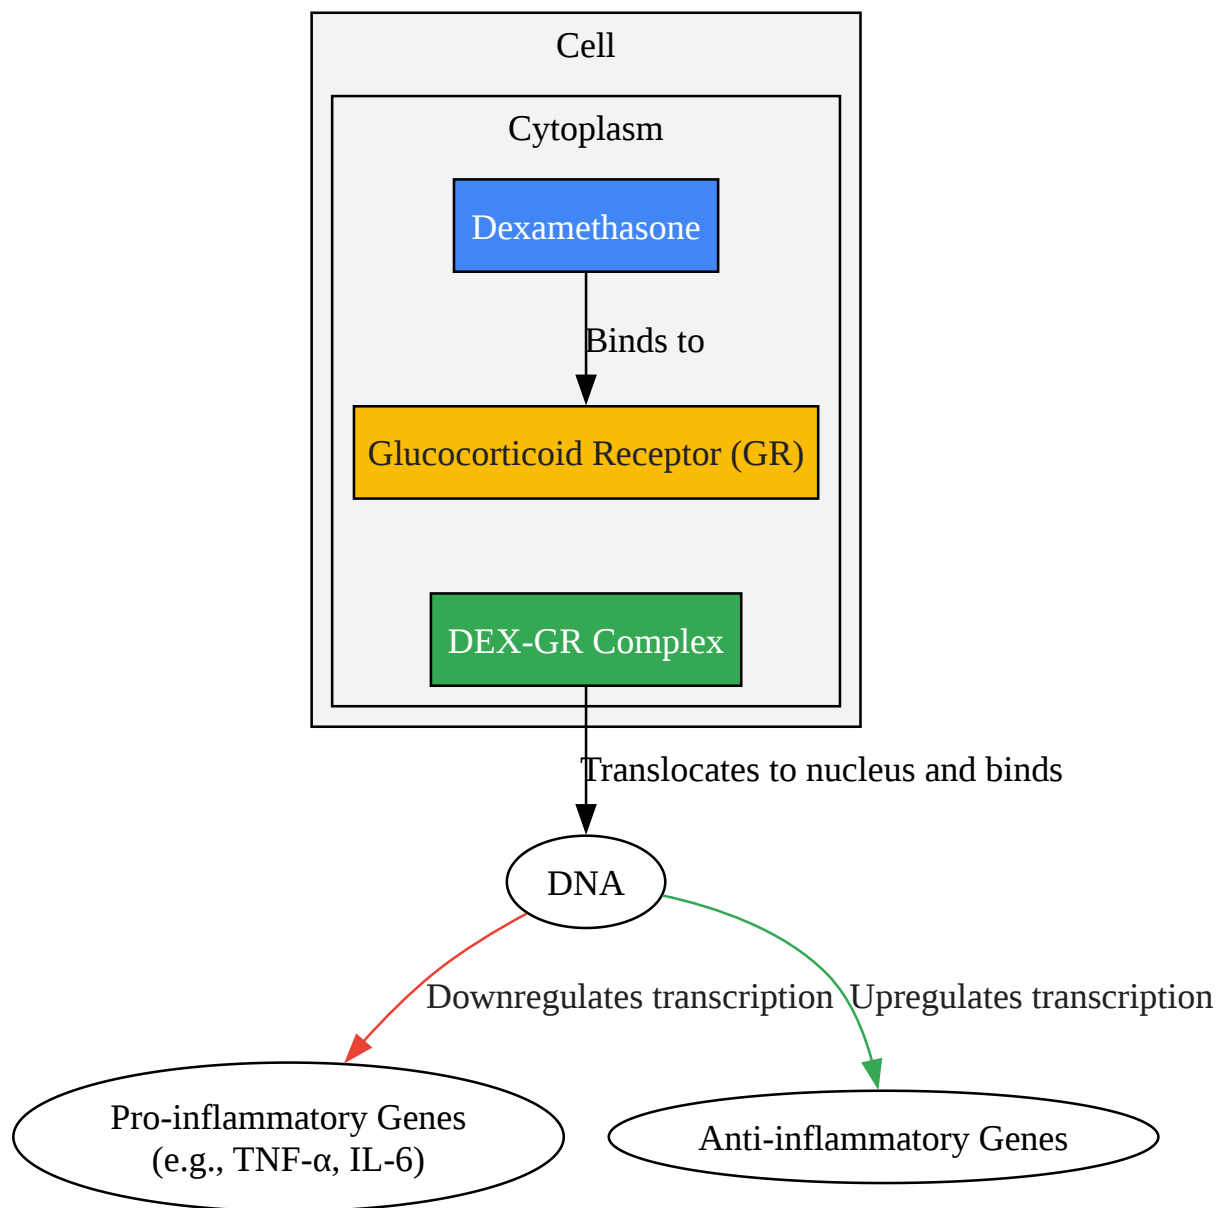 Cell
Cytoplasm
Dexamethasone
Binds to
Glucocorticoid Receptor (GR)
DEX-GR Complex
Translocates to nucleus and binds
DNA
Downregulates transcription
Upregulates transcription
Pro-inflammatory Genes
(e.g., TNF-α, IL-6)
Anti-inflammatory Genes